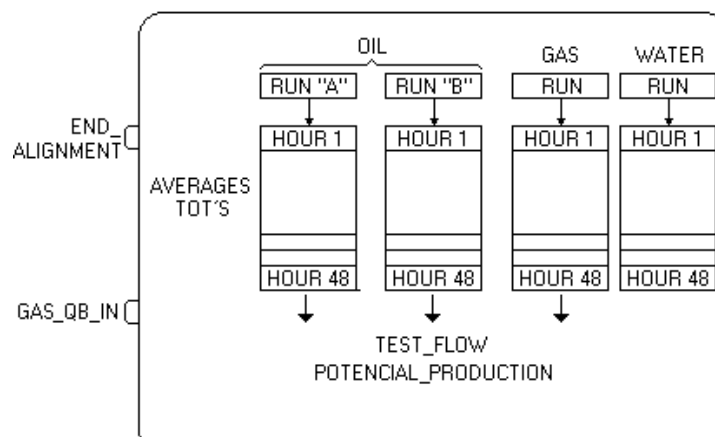 OIL
GAS WATER
RUN "A" RUN "B" RUN RUN
END_
ALIGNMENT
HOUR 1 HOUR 1 HOUR 1 HOUR 1
AVERAGES
TOT'S
HOUR 48 HOUR 48 HOUR 48 HOUR 48
GAS_QB_IN
TEST_FLOW
POTENCIAL_PRODUCTION